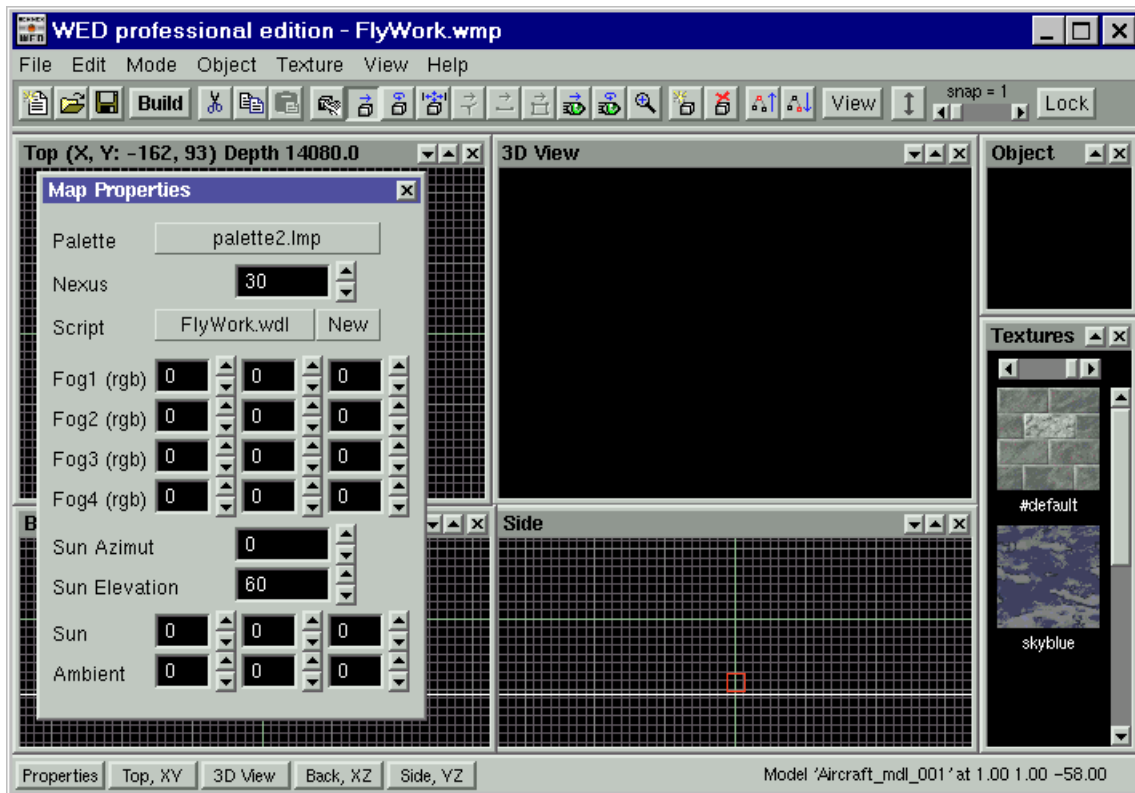 WED professional edition - FlyWork.wmp
File Edit Mode Object Texture View Help
Build View snap = 1 Lock
Top (X, Y: -162, 93) Depth 14080.0
3D View
Object
Map Properties
Palette palette2.lmp
Nexus 30
Script FlyWork.wdl New
Fog1 (rgb) 0 0 0
Fog2 (rgb) 0 0 0
Fog3 (rgb) 0 0 0
Fog4 (rgb) 0 0 0
Sun Azimut 0
Sun Elevation 60
Sun 0 0 0
Ambient 0 0 0
Side
Textures
#default
skyblue
Properties Top, XY 3D View Back, XZ Side, YZ
Model 'Aircraft_mdl_001' at 1.00 1.00 -58.00